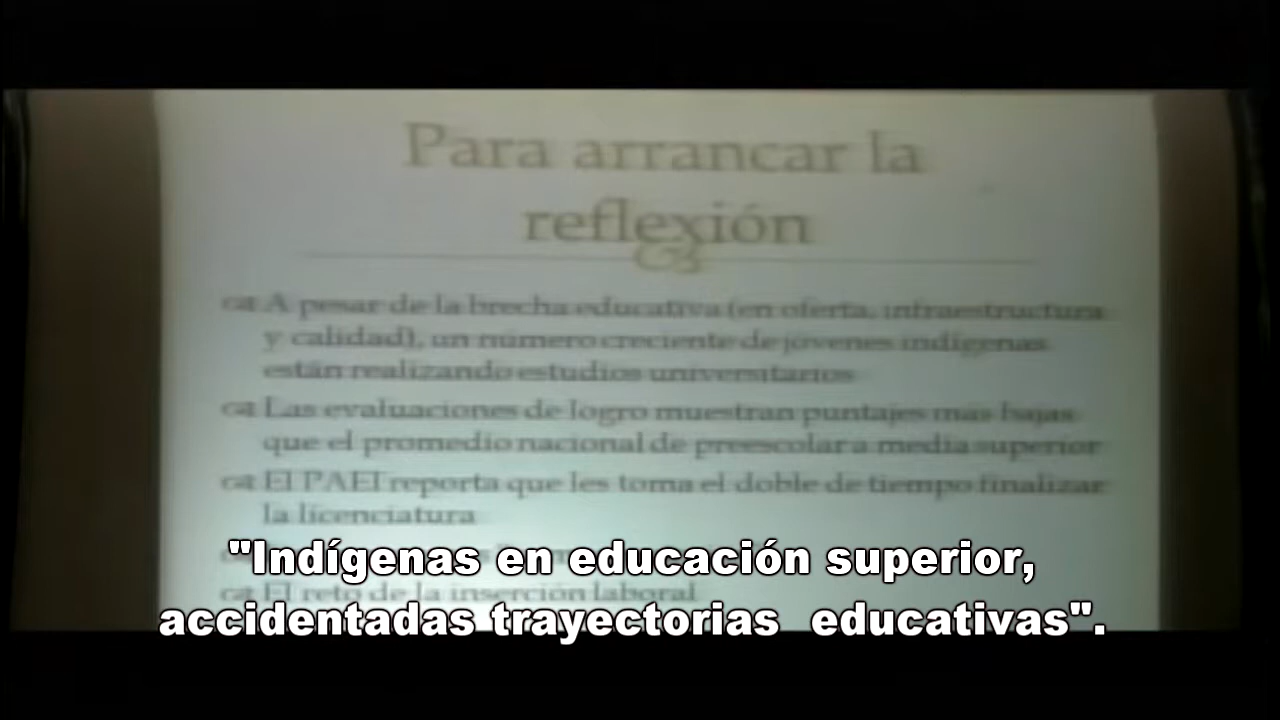 Para arrancar la
reflexión
A pesar de la brecha educativa (en oferta, infraestructura
y calidad), un número creciente de jóvenes indígenas
están realizando estudios universitarios
Las evaluaciones de logro muestran puntajes mas bajas
que el promedio nacional de preescolar a media superior
El PAEI reporta que les toma el doble de tiempo finalizar
la licenciatura
"Indígenas en educación superior,
El reto de la inserción laboral
accidentadas trayectorias educativas".